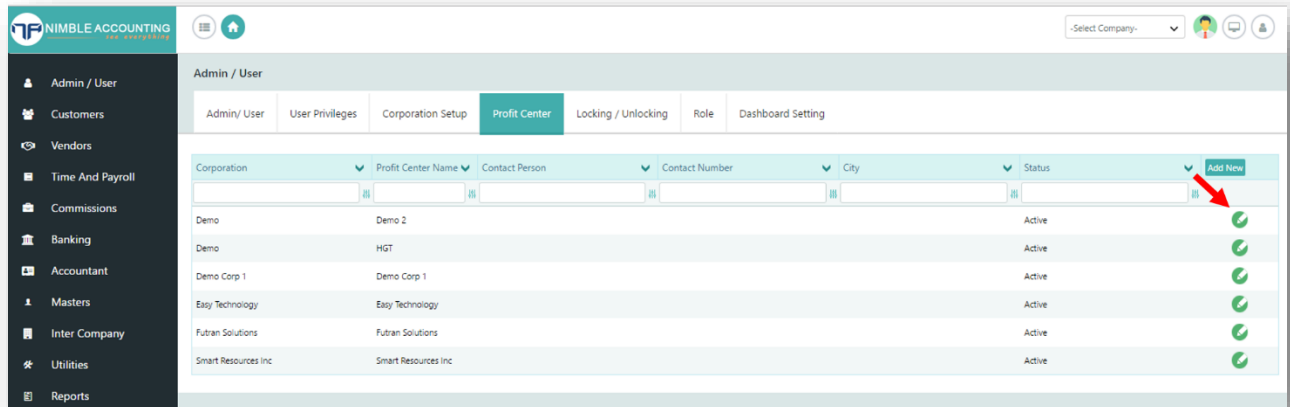 NIMBLE ACCOUNTING
see everything
-Select Company-
Admin / User
Customers
Vendors
Time And Payroll
Commissions
Banking
Accountant
Masters
Inter Company
Utilities
Reports
Admin / User
Admin/ User User Privileges Corporation Setup Profit Center Locking / Unlocking Role Dashboard Setting
Corporation Profit Center Name Contact Person Contact Number City Status Add New
Demo Demo 2 Active
Demo HGT Active
Demo Corp 1 Demo Corp 1 Active
Easy Technology Easy Technology Active
Futran Solutions Futran Solutions Active
Smart Resources Inc Smart Resources Inc Active